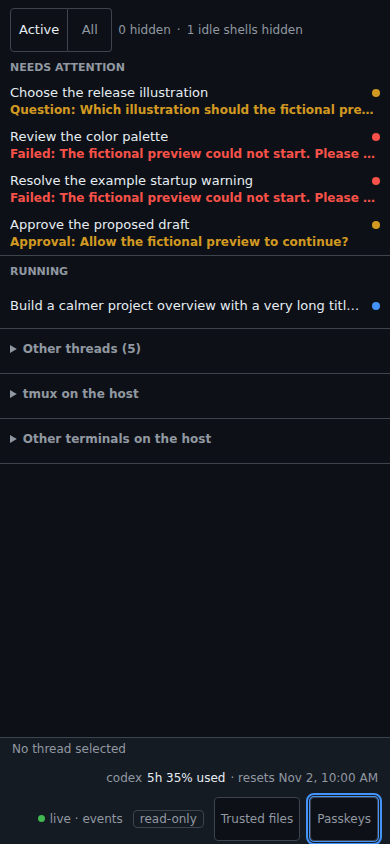 Active All 0 hidden · 1 idle shells hidden
NEEDS ATTENTION
Choose the release illustration
Question: Which illustration should the fictional pre…
Review the color palette
Failed: The fictional preview could not start. Please …
Resolve the example startup warning
Failed: The fictional preview could not start. Please …
Approve the proposed draft
Approval: Allow the fictional preview to continue?
RUNNING
Build a calmer project overview with a very long titl…
Other threads (5)
tmux on the host
Other terminals on the host
No thread selected
codex 5h 35% used · resets Nov 2, 10:00 AM
live · events read-only Trusted files Passkeys